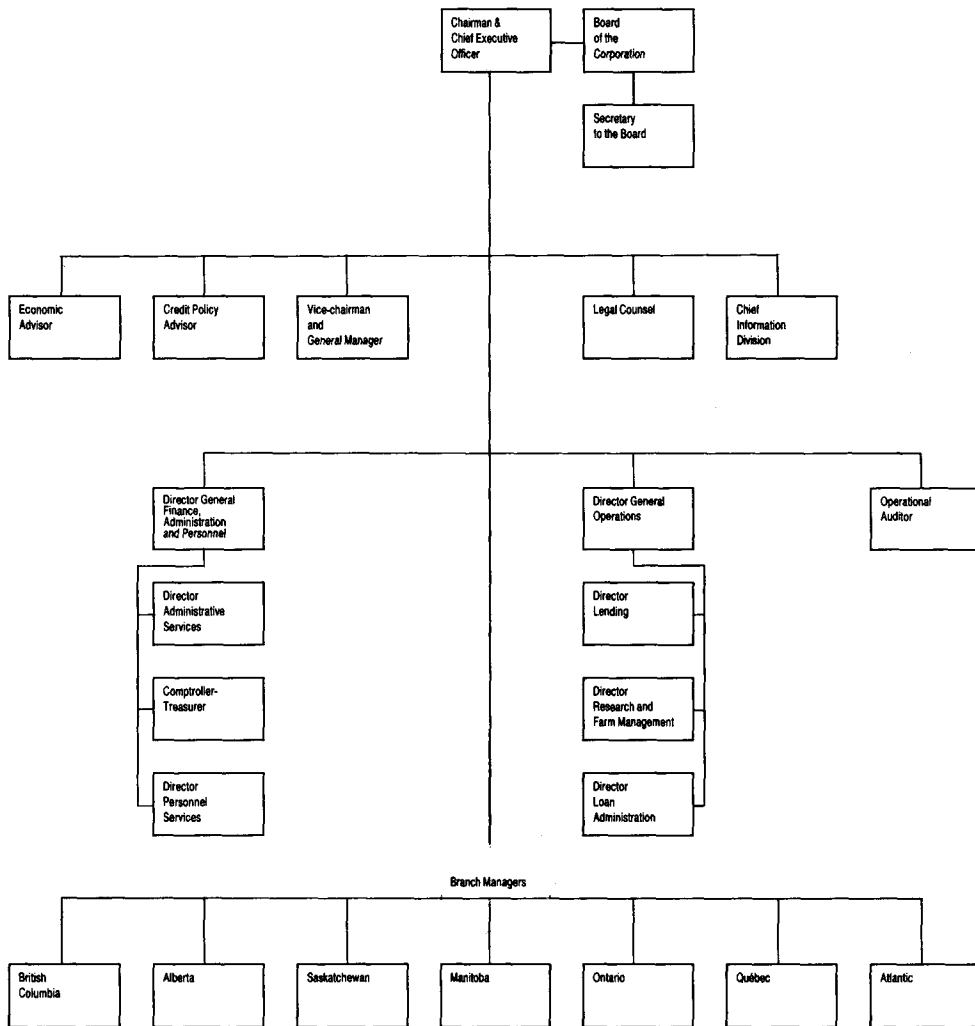 Chairman &
Chief Executive
Officer
Board
of the
Corporation
Secretary
to the Board
Economic
Advisor
Credit Policy
Advisor
Vice-chairman
and
General Manager
Legal Counsel
Chief
Information
Division
Director General
Finance,
Administration
and Personnel
Director General
Operations
Operational
Auditor
Director
Administrative
Services
Director
Lending
Comptroller-
Treasurer
Director
Research and
Farm Management
Director
Personnel
Services
Director
Loan
Administration
Branch Managers
British
Columbia
Alberta
Saskatchewan
Manitoba
Ontario
Québec
Atlantic